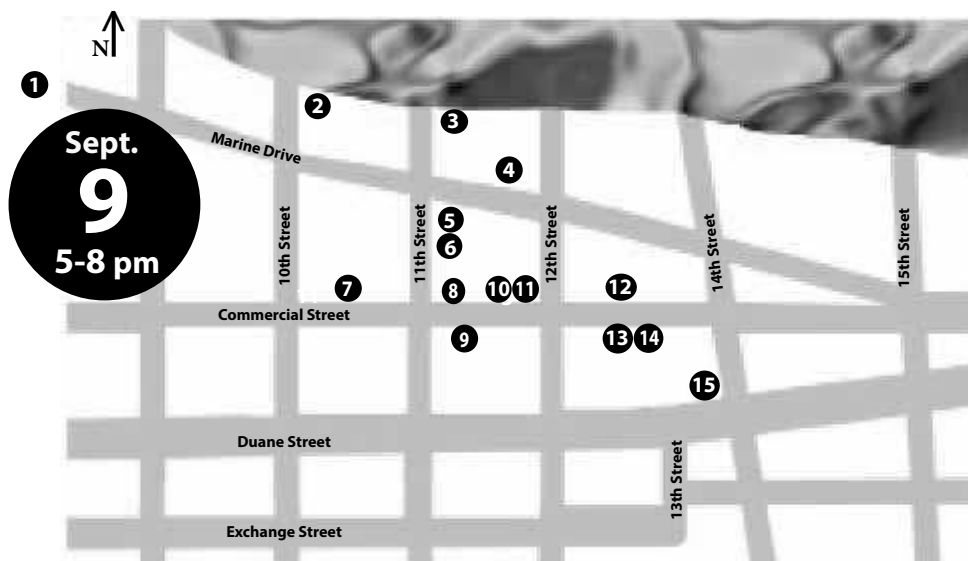 N
1
2
3
4
Sept.
9
5-8 pm
Marine Drive
10th Street
11th Street
12th Street
14th Street
15th Street
5
6
7
8
10
11
12
Commercial Street
9
13
14
15
Duane Street
13th Street
Exchange Street